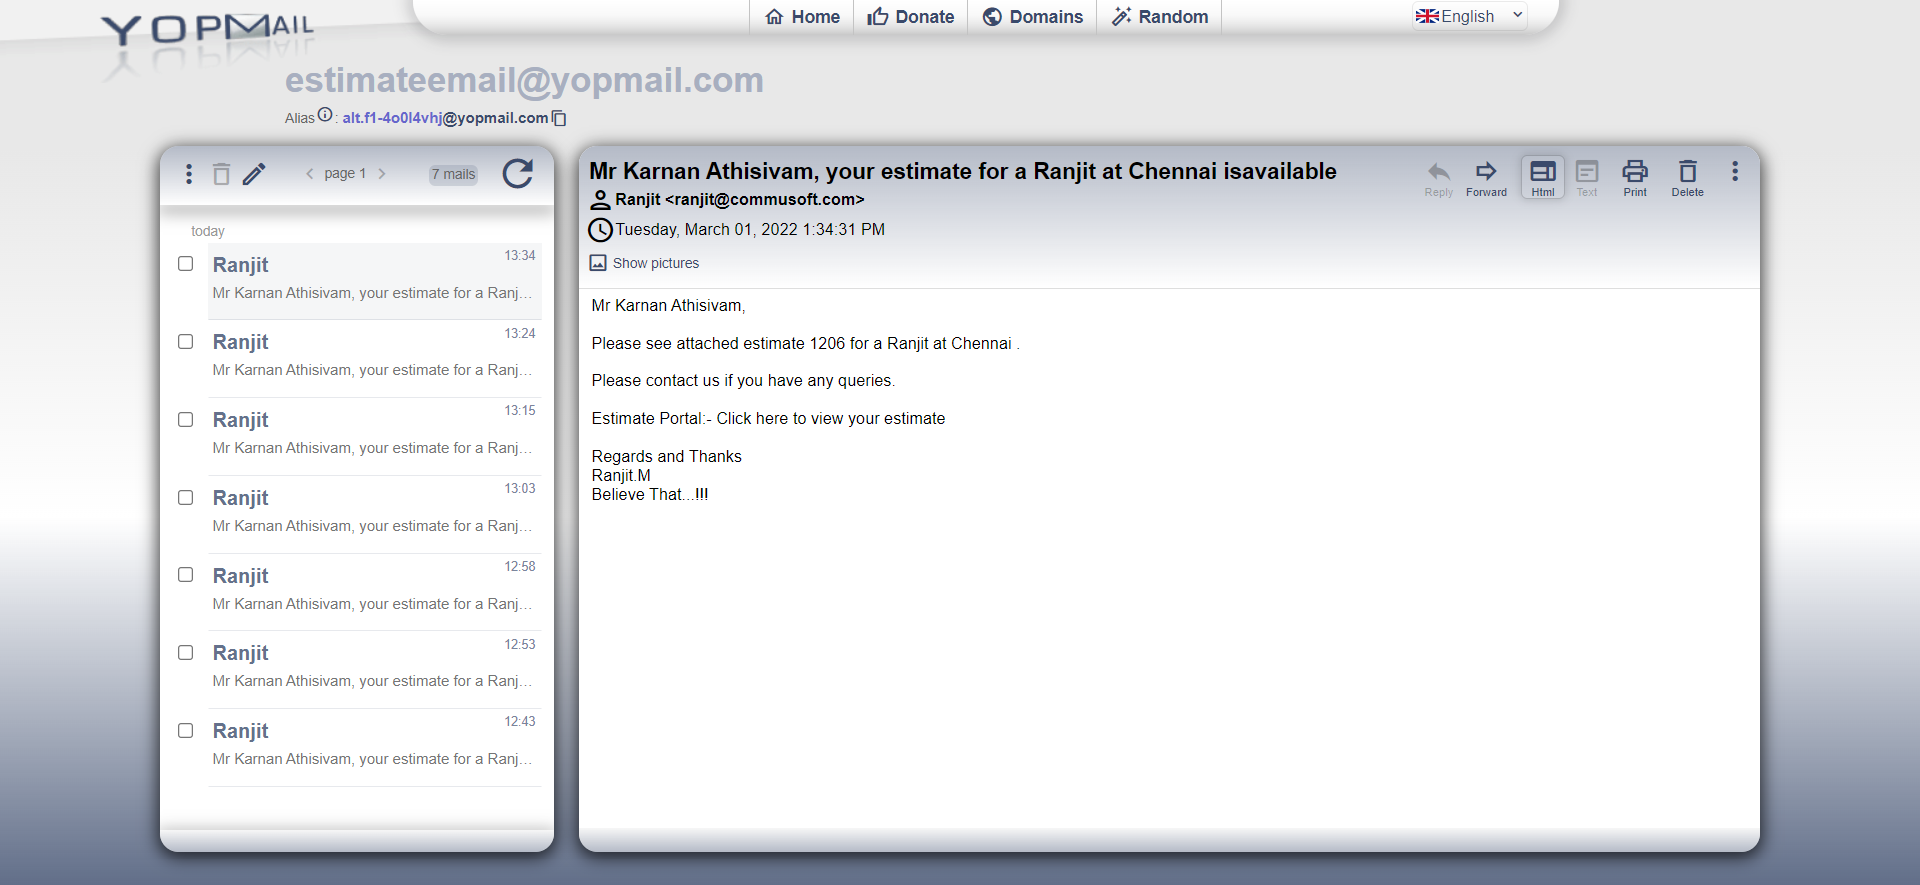 YOPMAIL
Home
Donate
Domains
Random
English
estimateemail@yopmail.com
Alias : alt.f1-4o0l4vhj@yopmail.com
page 1
7 mails
today
Ranjit
13:34
Mr Karnan Athisivam, your estimate for a Ranj...
Ranjit
13:24
Mr Karnan Athisivam, your estimate for a Ranj...
Ranjit
13:15
Mr Karnan Athisivam, your estimate for a Ranj...
Ranjit
13:03
Mr Karnan Athisivam, your estimate for a Ranj...
Ranjit
12:58
Mr Karnan Athisivam, your estimate for a Ranj...
Ranjit
12:53
Mr Karnan Athisivam, your estimate for a Ranj...
Ranjit
12:43
Mr Karnan Athisivam, your estimate for a Ranj...
Mr Karnan Athisivam, your estimate for a Ranjit at Chennai isavailable
Reply
Forward
Html
Text
Print
Delete
Ranjit <ranjit@commusoft.com>
Tuesday, March 01, 2022 1:34:31 PM
Show pictures
Mr Karnan Athisivam,
Please see attached estimate 1206 for a Ranjit at Chennai .
Please contact us if you have any queries.
Estimate Portal:- Click here to view your estimate
Regards and Thanks
Ranjit.M
Believe That...!!!